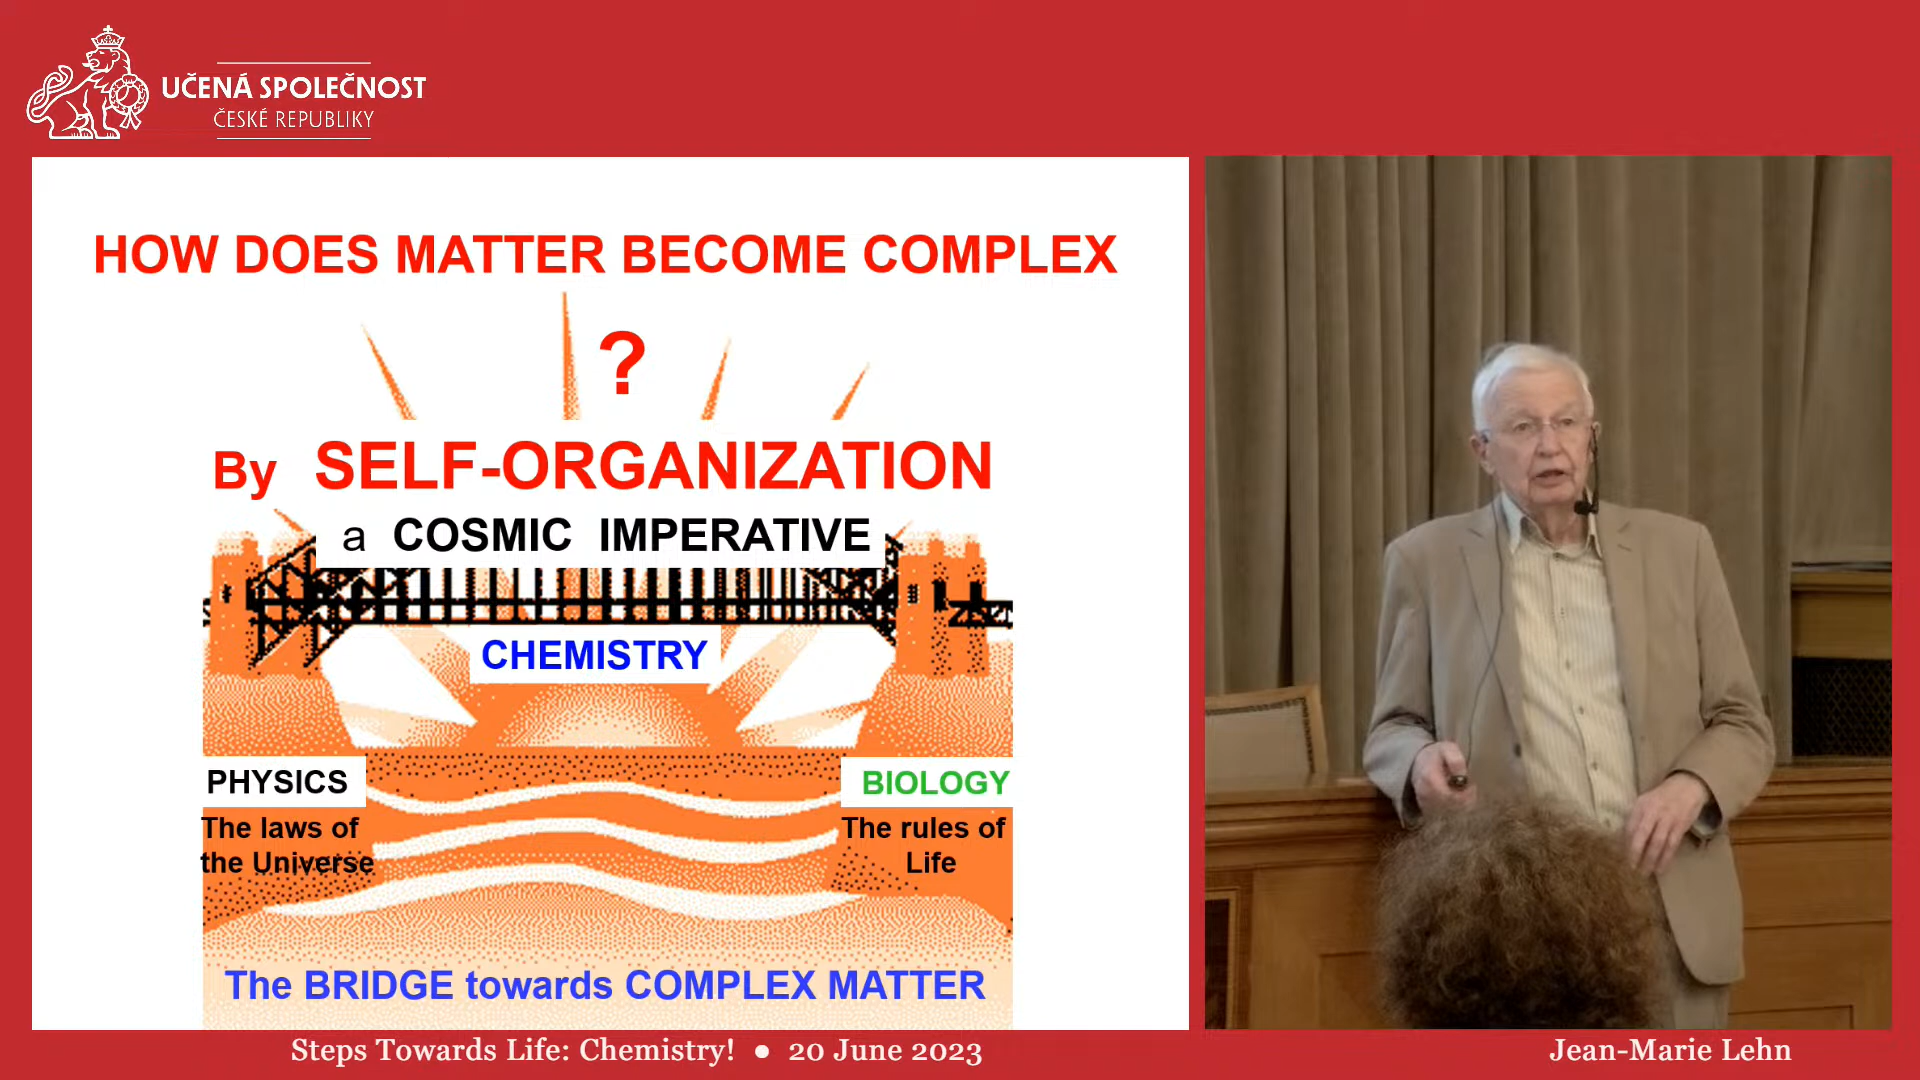 UČENÁ SPOLEČNOST
ČESKÉ REPUBLIKY
HOW DOES MATTER BECOME COMPLEX
?
By SELF-ORGANIZATION
a COSMIC IMPERATIVE
CHEMISTRY
PHYSICS
The laws of
the Universe
BIOLOGY
The rules of
Life
The BRIDGE towards COMPLEX MATTER
Steps Towards Life: Chemistry! ● 20 June 2023
Jean-Marie Lehn